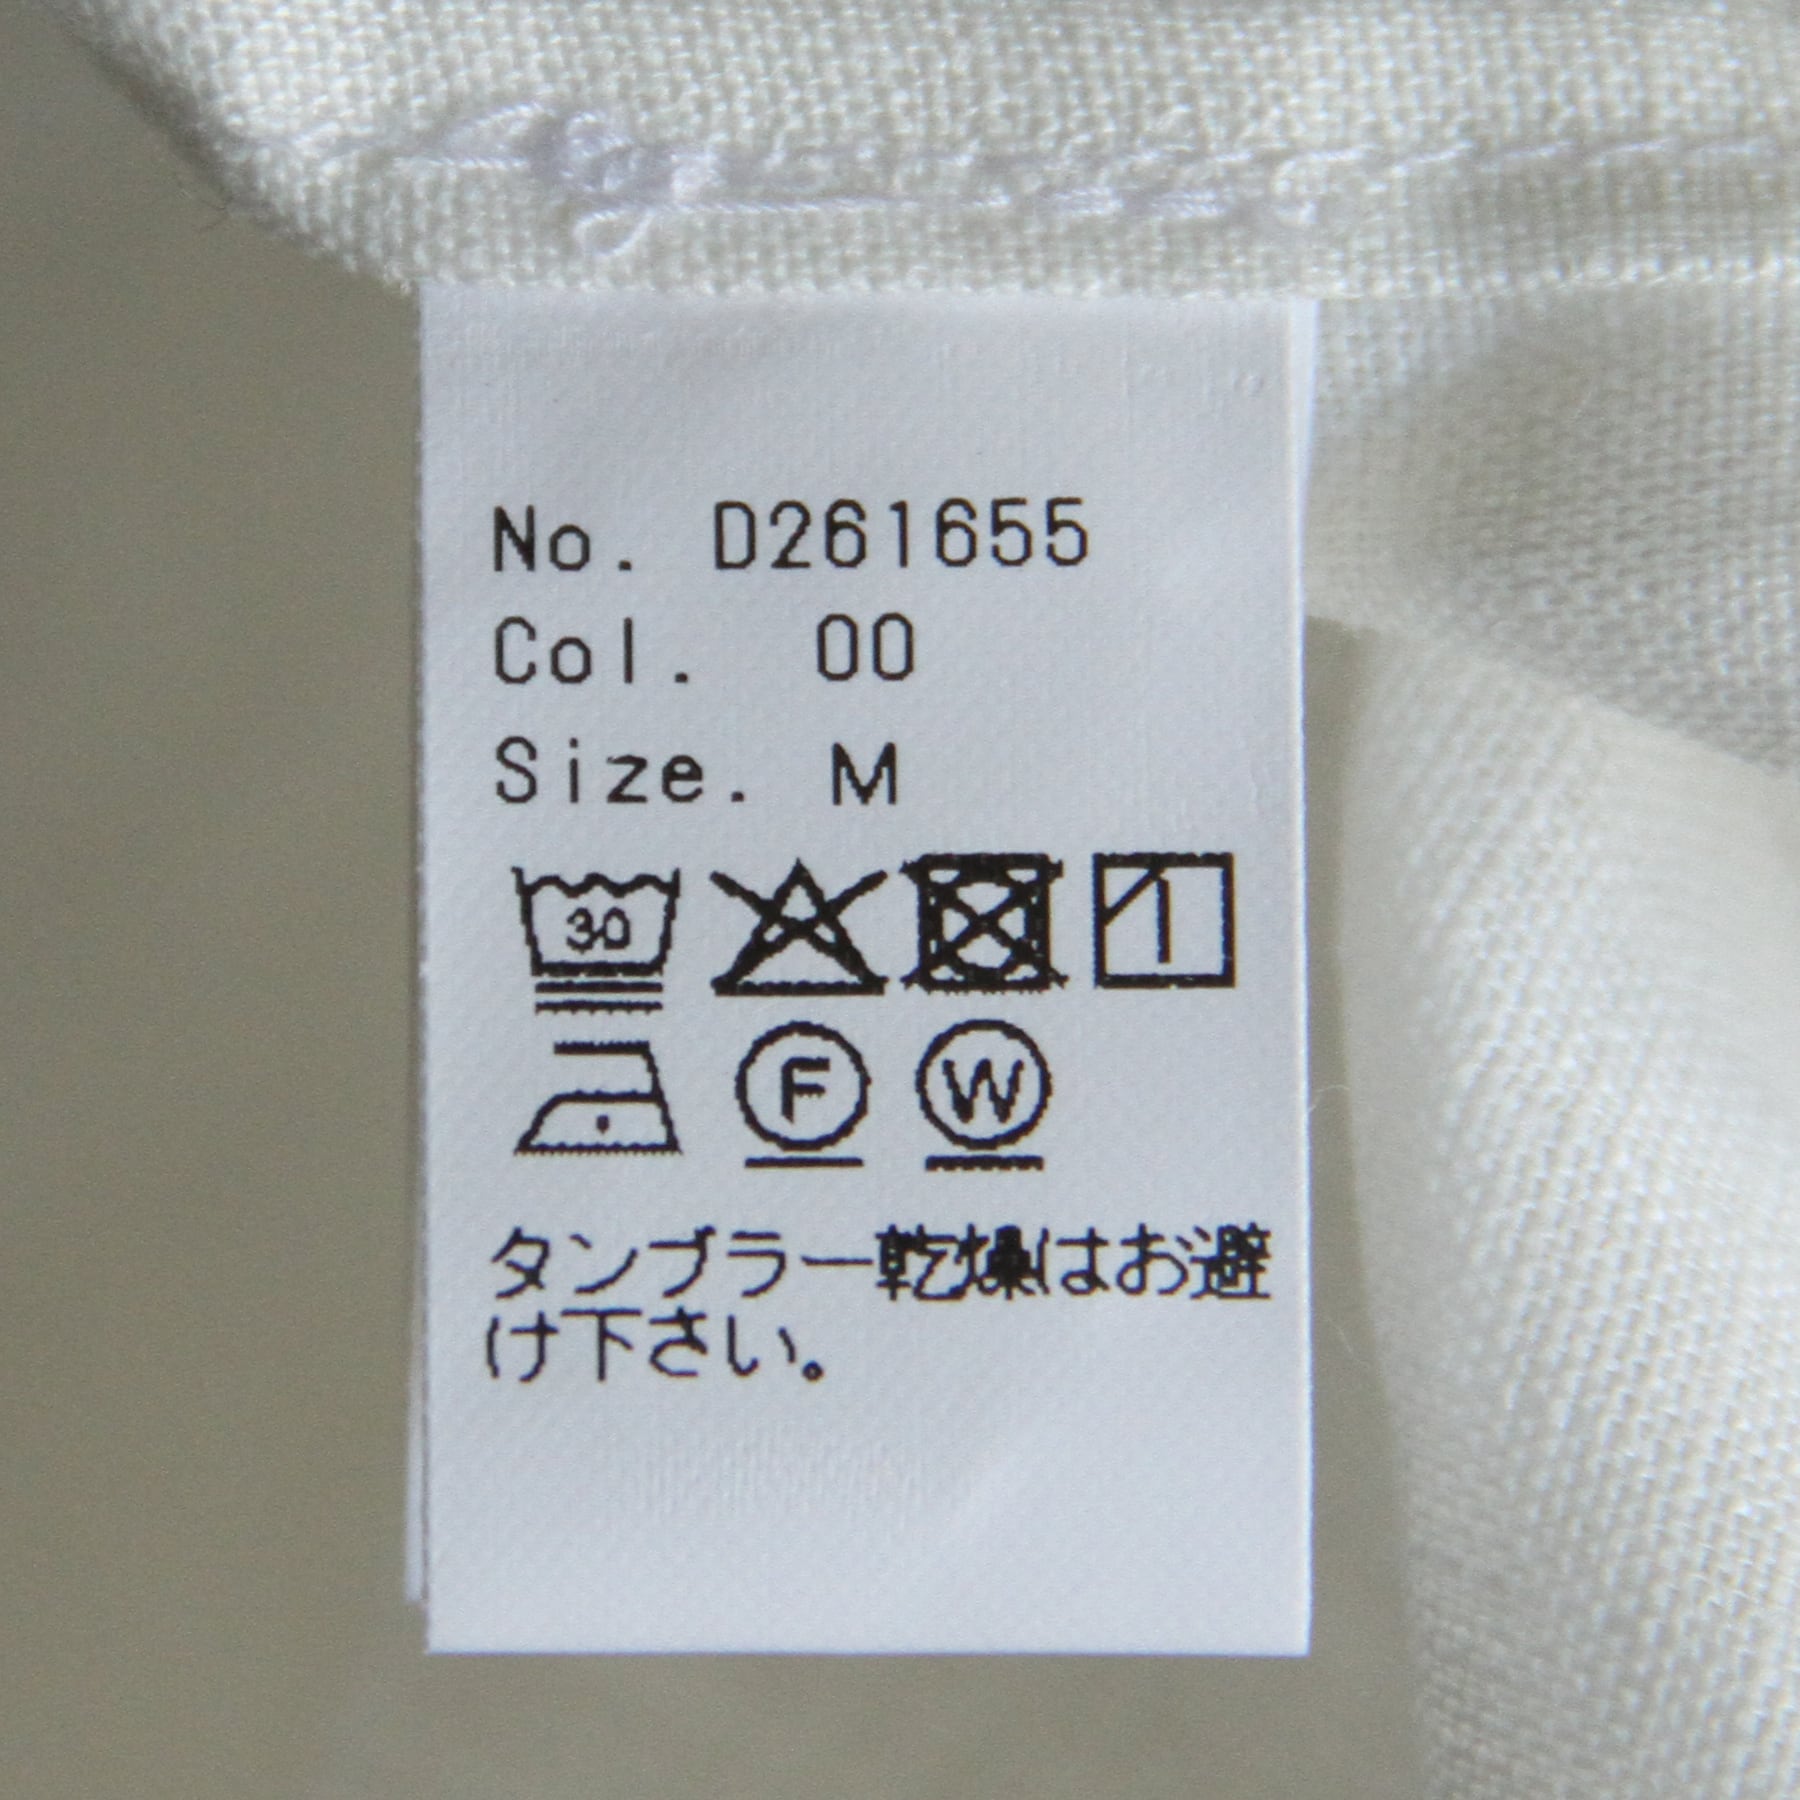 No. D261655
Col. 00
Size. M
30
F W
タンブラー乾燥はお避
け下さい。